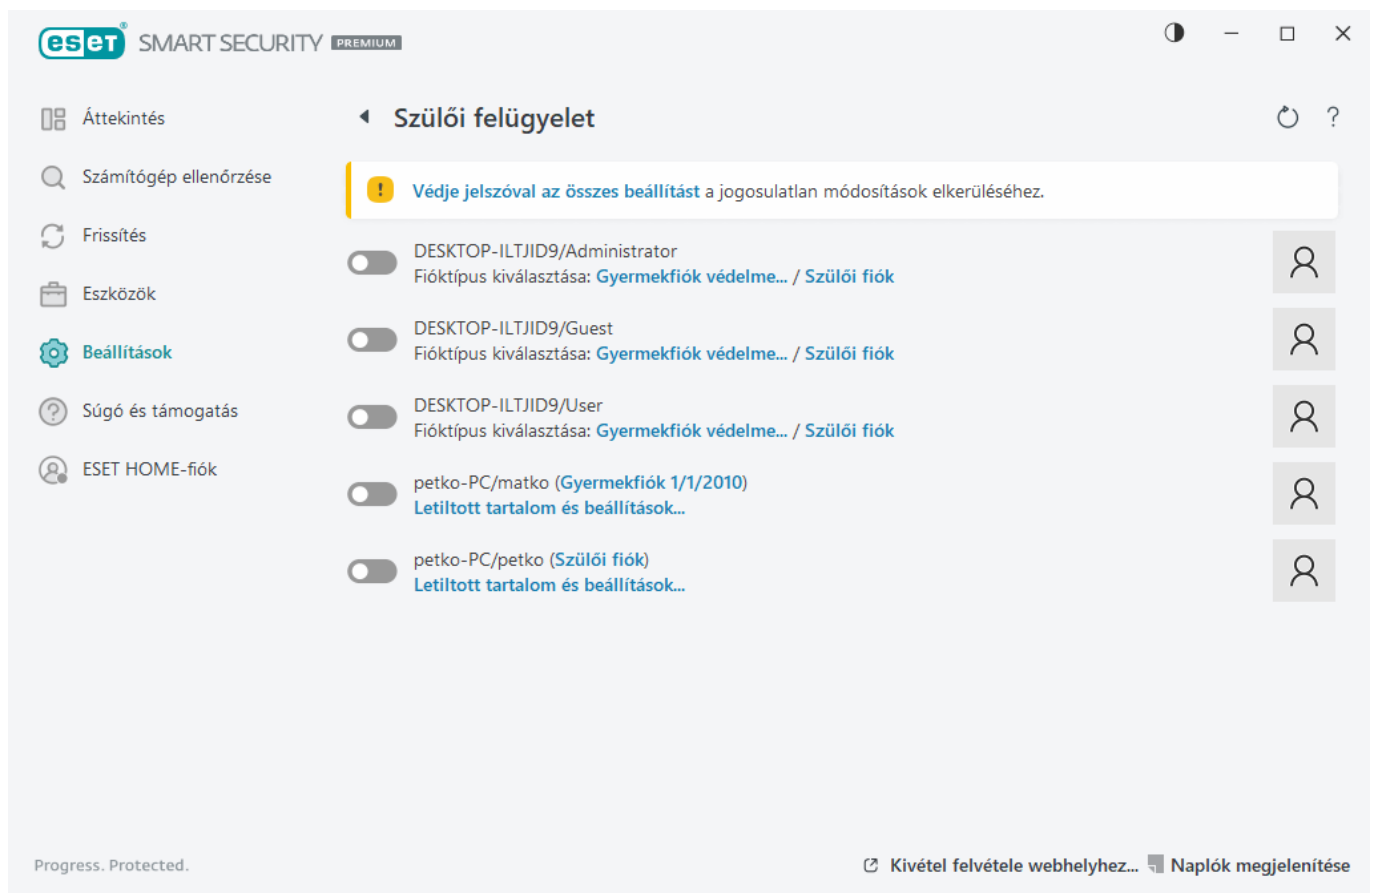 eset® SMART SECURITY PREMIUM
Áttekintés
Számítógép ellenőrzése
Frissítés
Eszközök
Beállítások
Súgó és támogatás
ESET HOME-fiók
Szülői felügyelet
?
! Védje jelszóval az összes beállítást a jogosulatlan módosítások elkerüléséhez.
DESKTOP-ILTJID9/Administrator
Fióktípus kiválasztása: Gyermekfiók védelme... / Szülői fiók
DESKTOP-ILTJID9/Guest
Fióktípus kiválasztása: Gyermekfiók védelme... / Szülői fiók
DESKTOP-ILTJID9/User
Fióktípus kiválasztása: Gyermekfiók védelme... / Szülői fiók
petko-PC/matko (Gyermekfiók 1/1/2010)
Letiltott tartalom és beállítások...
petko-PC/petko (Szülői fiók)
Letiltott tartalom és beállítások...
Progress. Protected.
Kivétel felvétele webhelyhez... Naplók megjelenítése